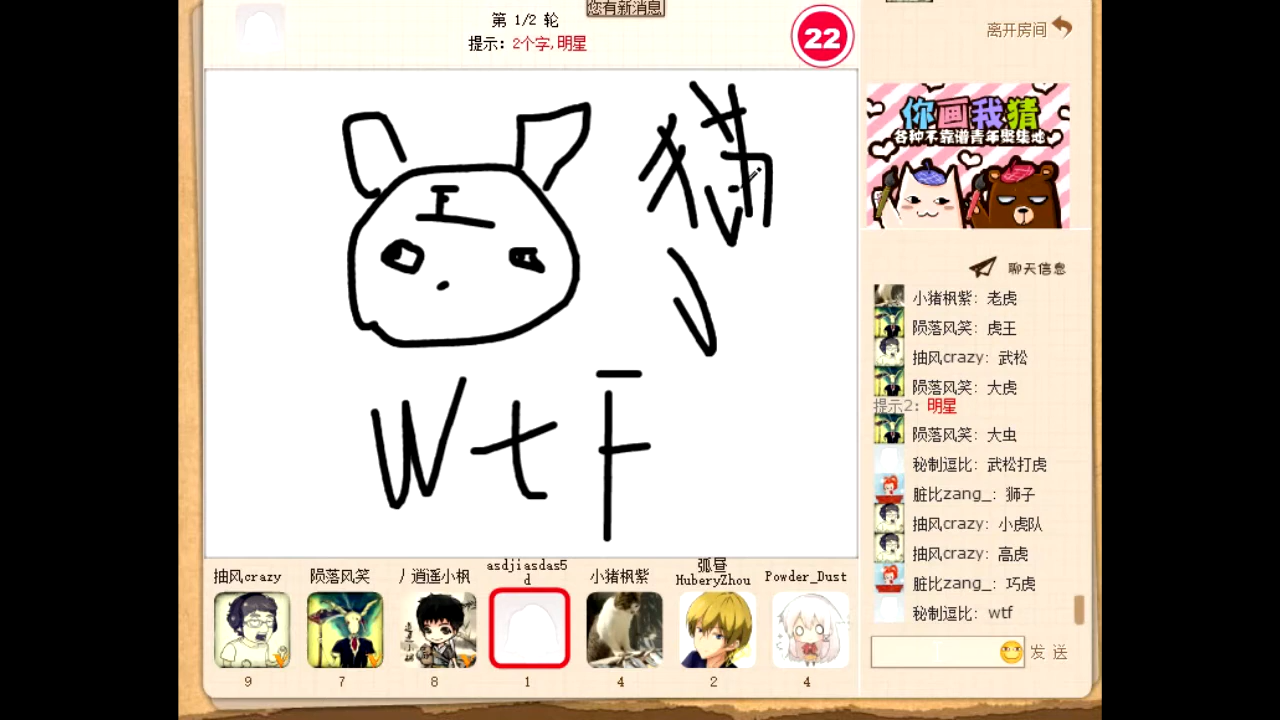 您有新消息
第 1/2 轮
提示: 2个字,明星
22
离开房间
你画我猜
各种不靠谱青年聚集地
王
wtF
聊天信息
小猪枫紫: 老虎
陨落风笑: 虎王
抽风crazy: 武松
陨落风笑: 大虎
提示2: 明星
陨落风笑: 大虫
秘制逗比: 武松打虎
脏比zang_: 狮子
抽风crazy: 小虎队
抽风crazy: 高虎
脏比zang_: 巧虎
秘制逗比: wtf
发 送
抽风crazy
陨落风笑
丿逍遥小枫
asdjiasdas5
d
小猪枫紫
弧昼
HuberyZhou
Powder_Dust
9
7
8
1
4
2
4